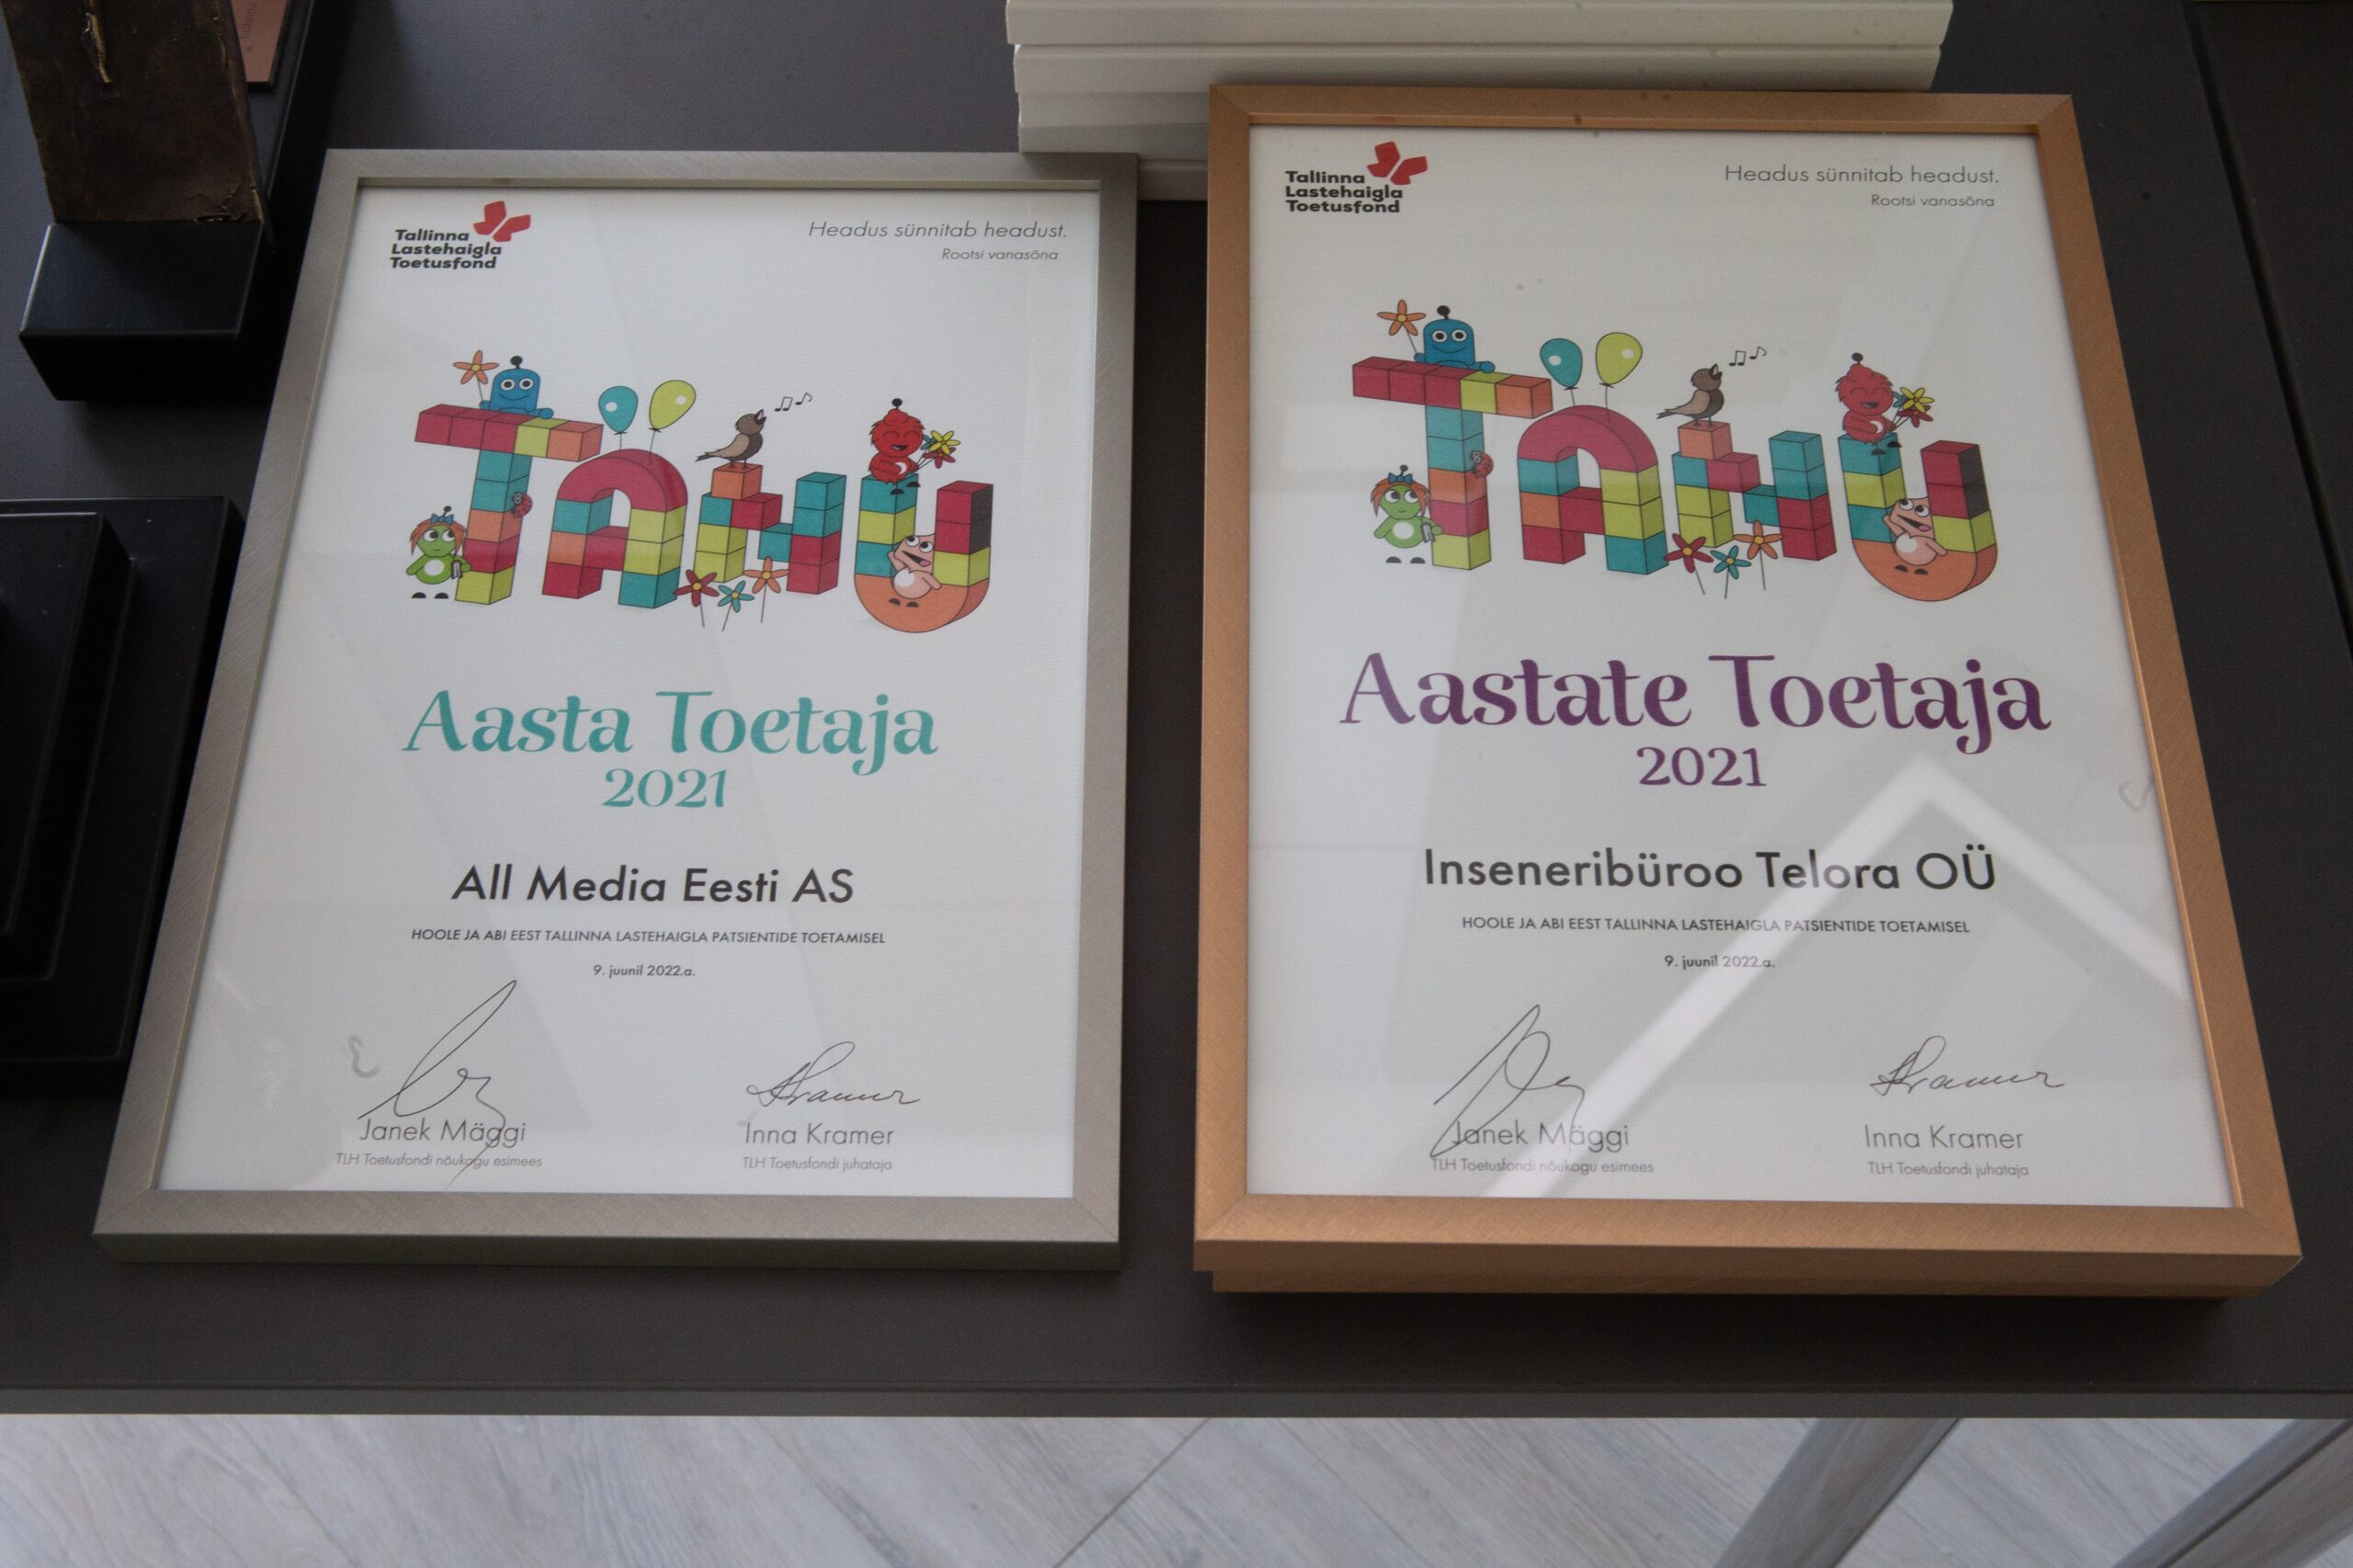 Tallinna
Lastehaigla
Toetusfond
Headus sünnitab headust.
Rootsi vanasõna
TÄNU
Aasta Toetaja
2021
All Media Eesti AS
HOOLE JA ABI EEST TALLINNA LASTEHAIGLA PATSIENTIDE TOETAMISEL
9. juunil 2022.a.
Janek Mäggi
TLH Toetusfondi nõukogu esimees
Inna Kramer
TLH Toetusfondi juhataja
Tallinna
Lastehaigla
Toetusfond
Headus sünnitab headust.
Rootsi vanasõna
TÄNU
Aastate Toetaja
2021
Inseneribüroo Telora OÜ
HOOLE JA ABI EEST TALLINNA LASTEHAIGLA PATSIENTIDE TOETAMISEL
9. juunil 2022.a.
Janek Mäggi
TLH Toetusfondi nõukogu esimees
Inna Kramer
TLH Toetusfondi juhataja